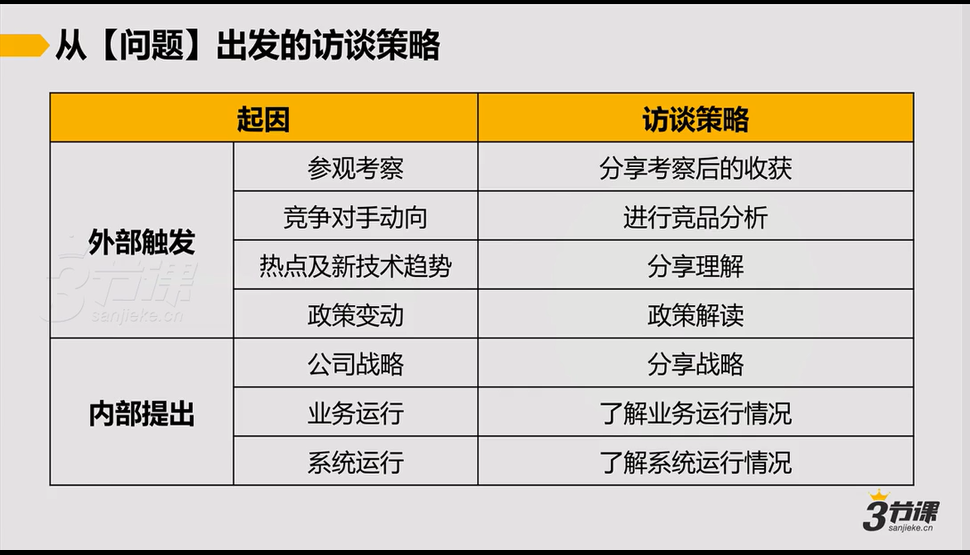 从【问题】出发的访谈策略
起因 访谈策略
外部触发
参观考察 分享考察后的收获
竞争对手动向 进行竞品分析
热点及新技术趋势 分享理解
政策变动 政策解读
内部提出
公司战略 分享战略
业务运行 了解业务运行情况
系统运行 了解系统运行情况
3节课
sanjieke.cn
3节课
sanjieke.cn